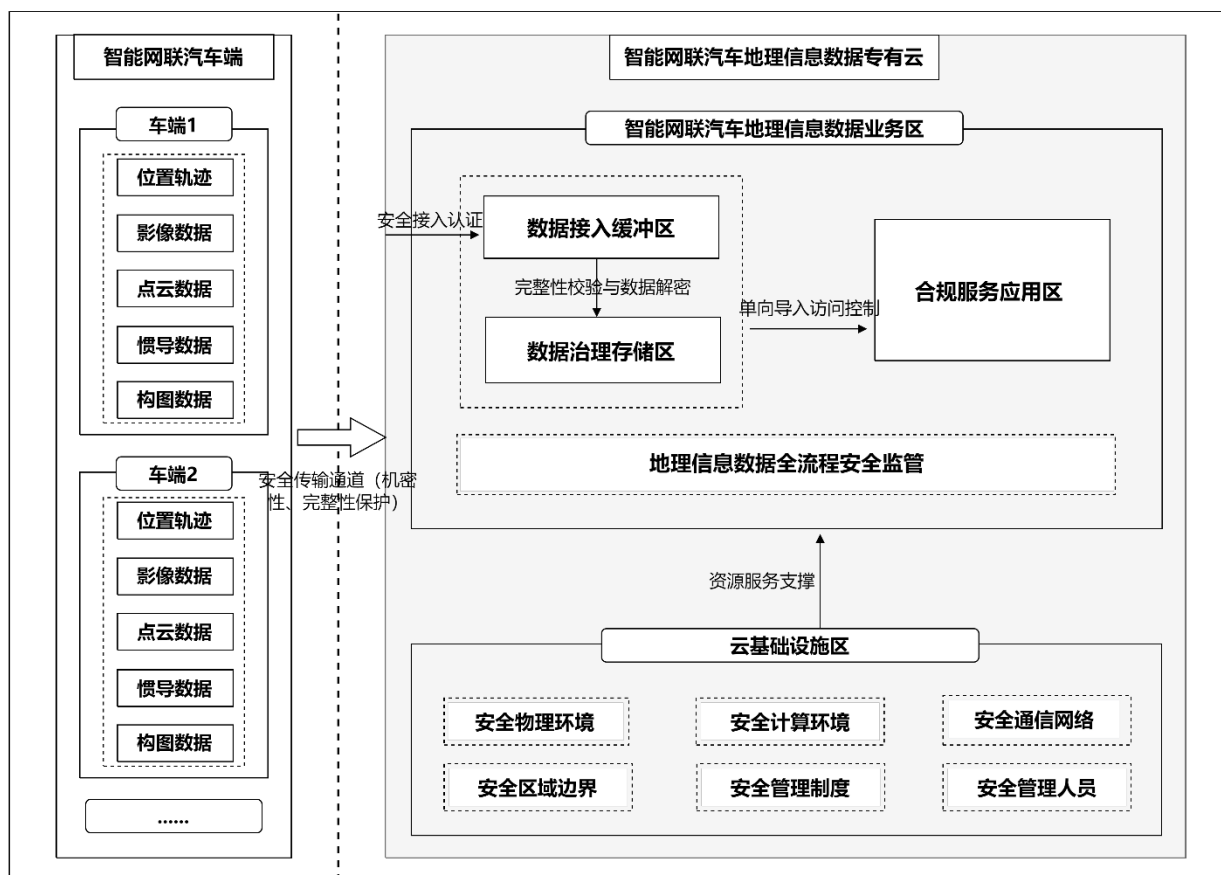 智能网联汽车端
车端1
位置轨迹
影像数据
点云数据
惯导数据
构图数据
车端2
位置轨迹
影像数据
点云数据
惯导数据
构图数据
......
安全传输通道（机密
性、完整性保护）
智能网联汽车地理信息数据专有云
智能网联汽车地理信息数据业务区
安全接入认证
数据接入缓冲区
完整性校验与数据解密
数据治理存储区
单向导入访问控制
合规服务应用区
地理信息数据全流程安全监管
资源服务支撑
云基础设施区
安全物理环境
安全计算环境
安全通信网络
安全区域边界
安全管理制度
安全管理人员